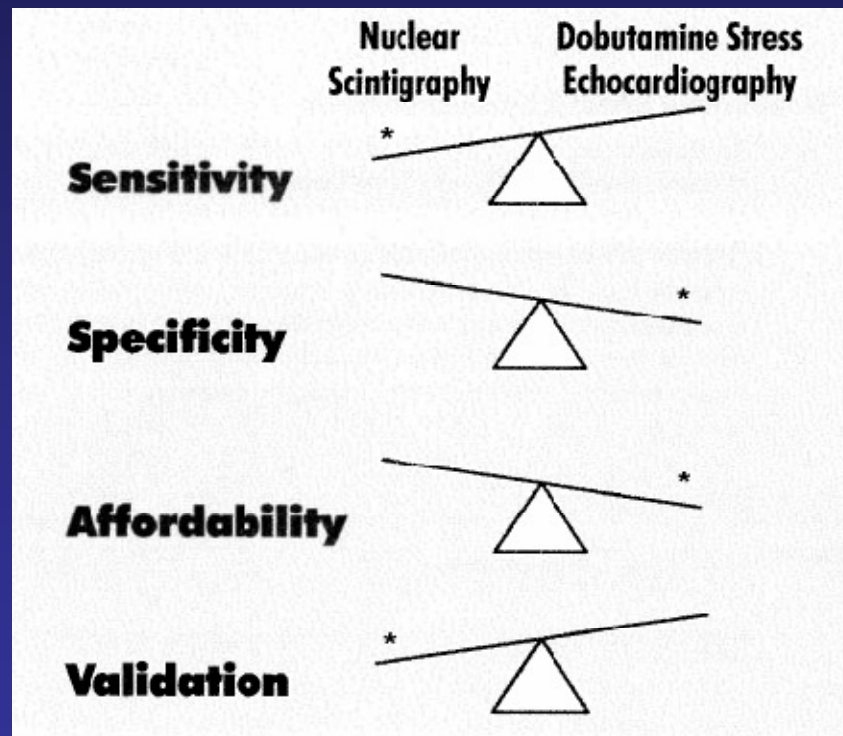 Nuclear Scintigraphy
Dobutamine Stress Echocardiography
*
Sensitivity
*
Specificity
*
Affordability
*
Validation